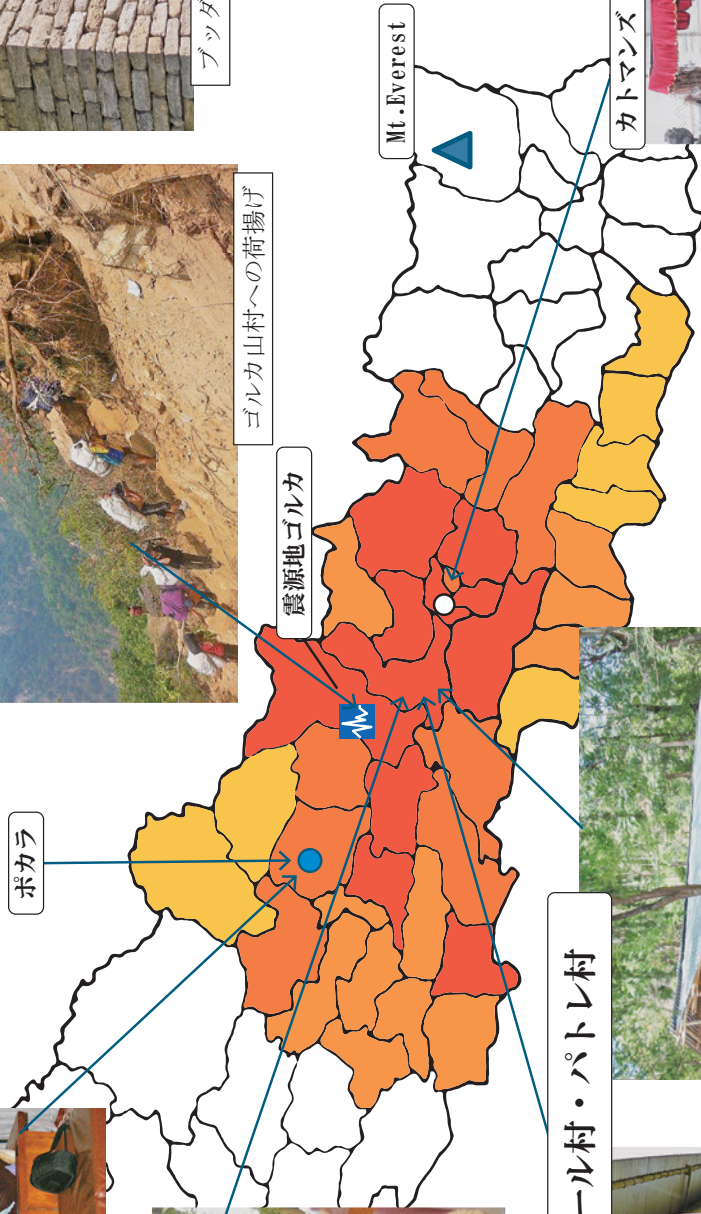 ブッダ
Mt.Everest
カトマンズ
ゴルカ山村への荷揚げ
震源地ゴルカ
ポカラ
ール村・パトレ村